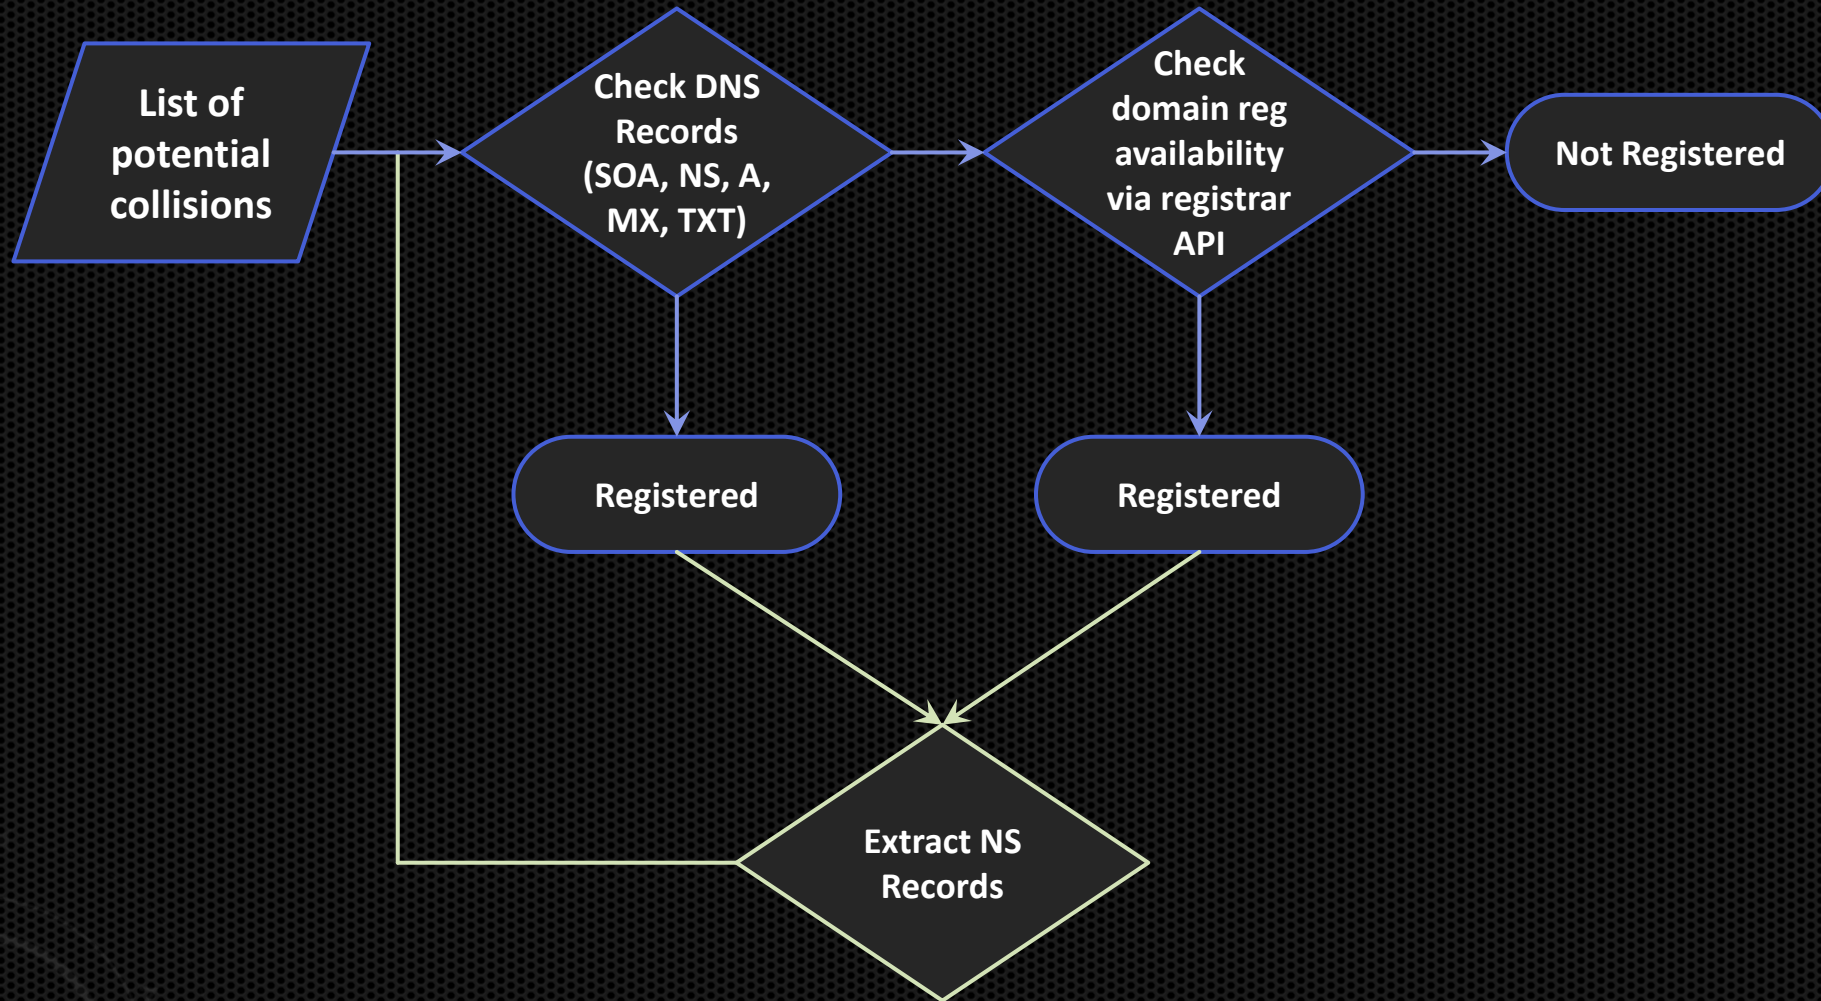 List of
potential
collisions
Check DNS
Records
(SOA, NS, A,
MX, TXT)
Check
domain reg
availability
via registrar
API
Not Registered
Registered
Registered
Extract NS
Records